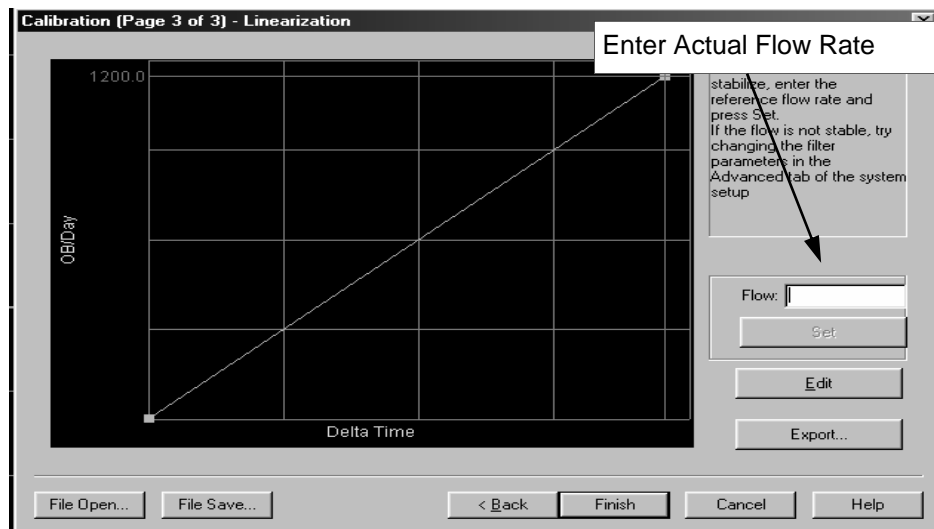 Calibration (Page 3 of 3) - Linearization
Enter Actual Flow Rate
1200.0
OB/Day
Delta Time
stabilize, enter the
reference flow rate and
press Set.
If the flow is not stable, try
changing the filter
parameters in the
Advanced tab of the system
setup
Flow:
Set
Edit
Export...
File Open...
File Save...
< Back
Finish
Cancel
Help